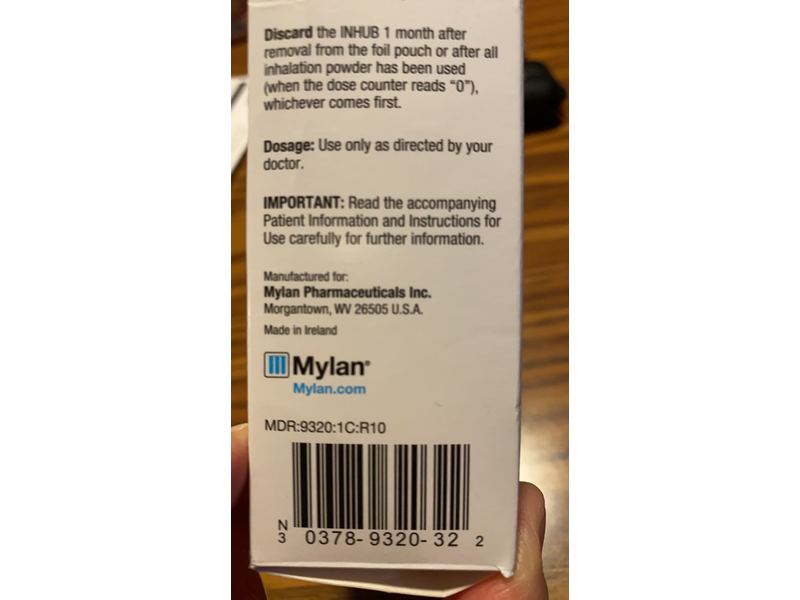 Discard the INHUB 1 month after
removal from the foil pouch or after all
inhalation powder has been used
(when the dose counter reads “0”),
whichever comes first.
Dosage: Use only as directed by your
doctor.
IMPORTANT: Read the accompanying
Patient Information and Instructions for
Use carefully for further information.
Manufactured for:
Mylan Pharmaceuticals Inc.
Morgantown, WV 26505 U.S.A.
Made in Ireland
Mylan®
Mylan.com
MDR:9320:1C:R10
N
3 0378-9320-32 2